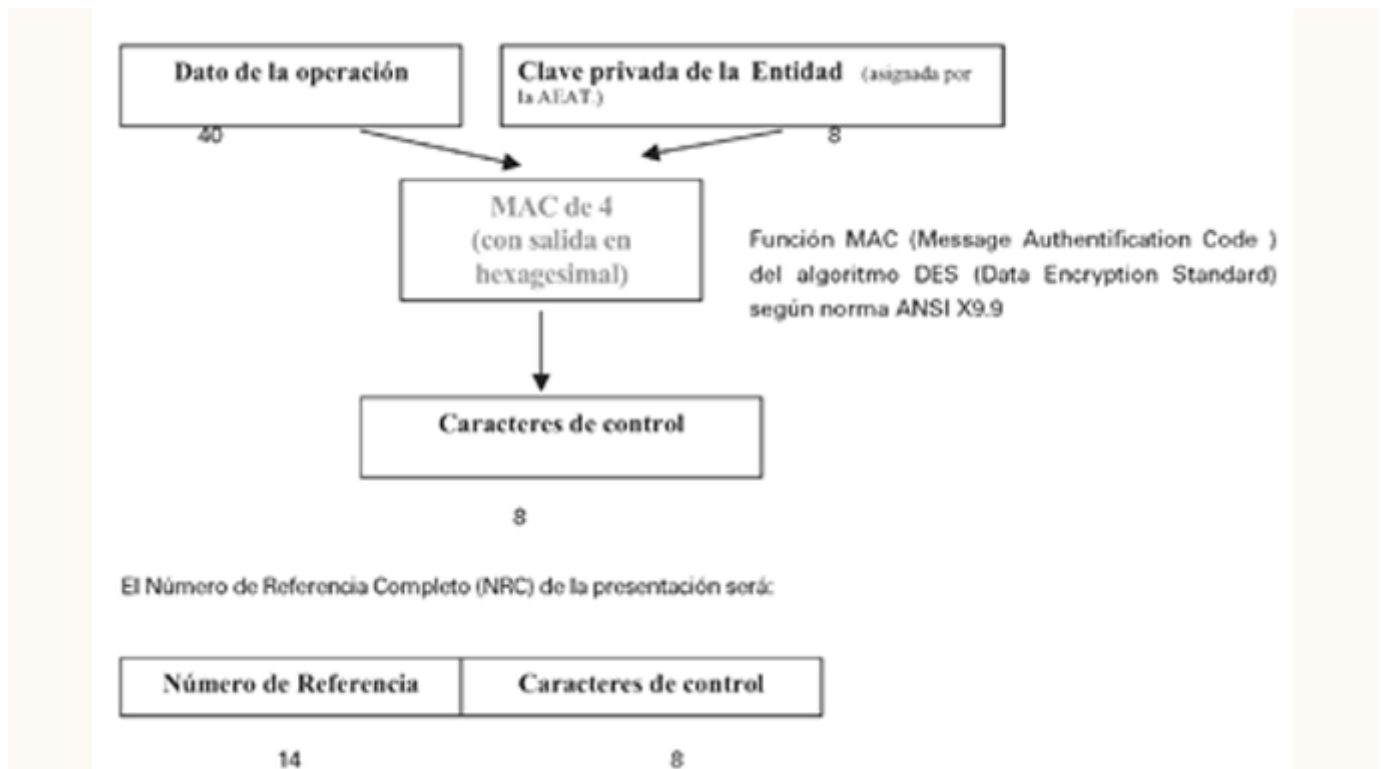 Dato de la operación
Clave privada de la Entidad (asignada por
la AEAT.)
40
8
MAC de 4
(con salida en
hexagesimal)
Función MAC (Message Authentification Code )
del algoritmo DES (Data Encryption Standard)
según norma ANSI X9.9
Caracteres de control
8
El Número de Referencia Completo (NRC) de la presentación será:
Número de Referencia
Caracteres de control
14
8